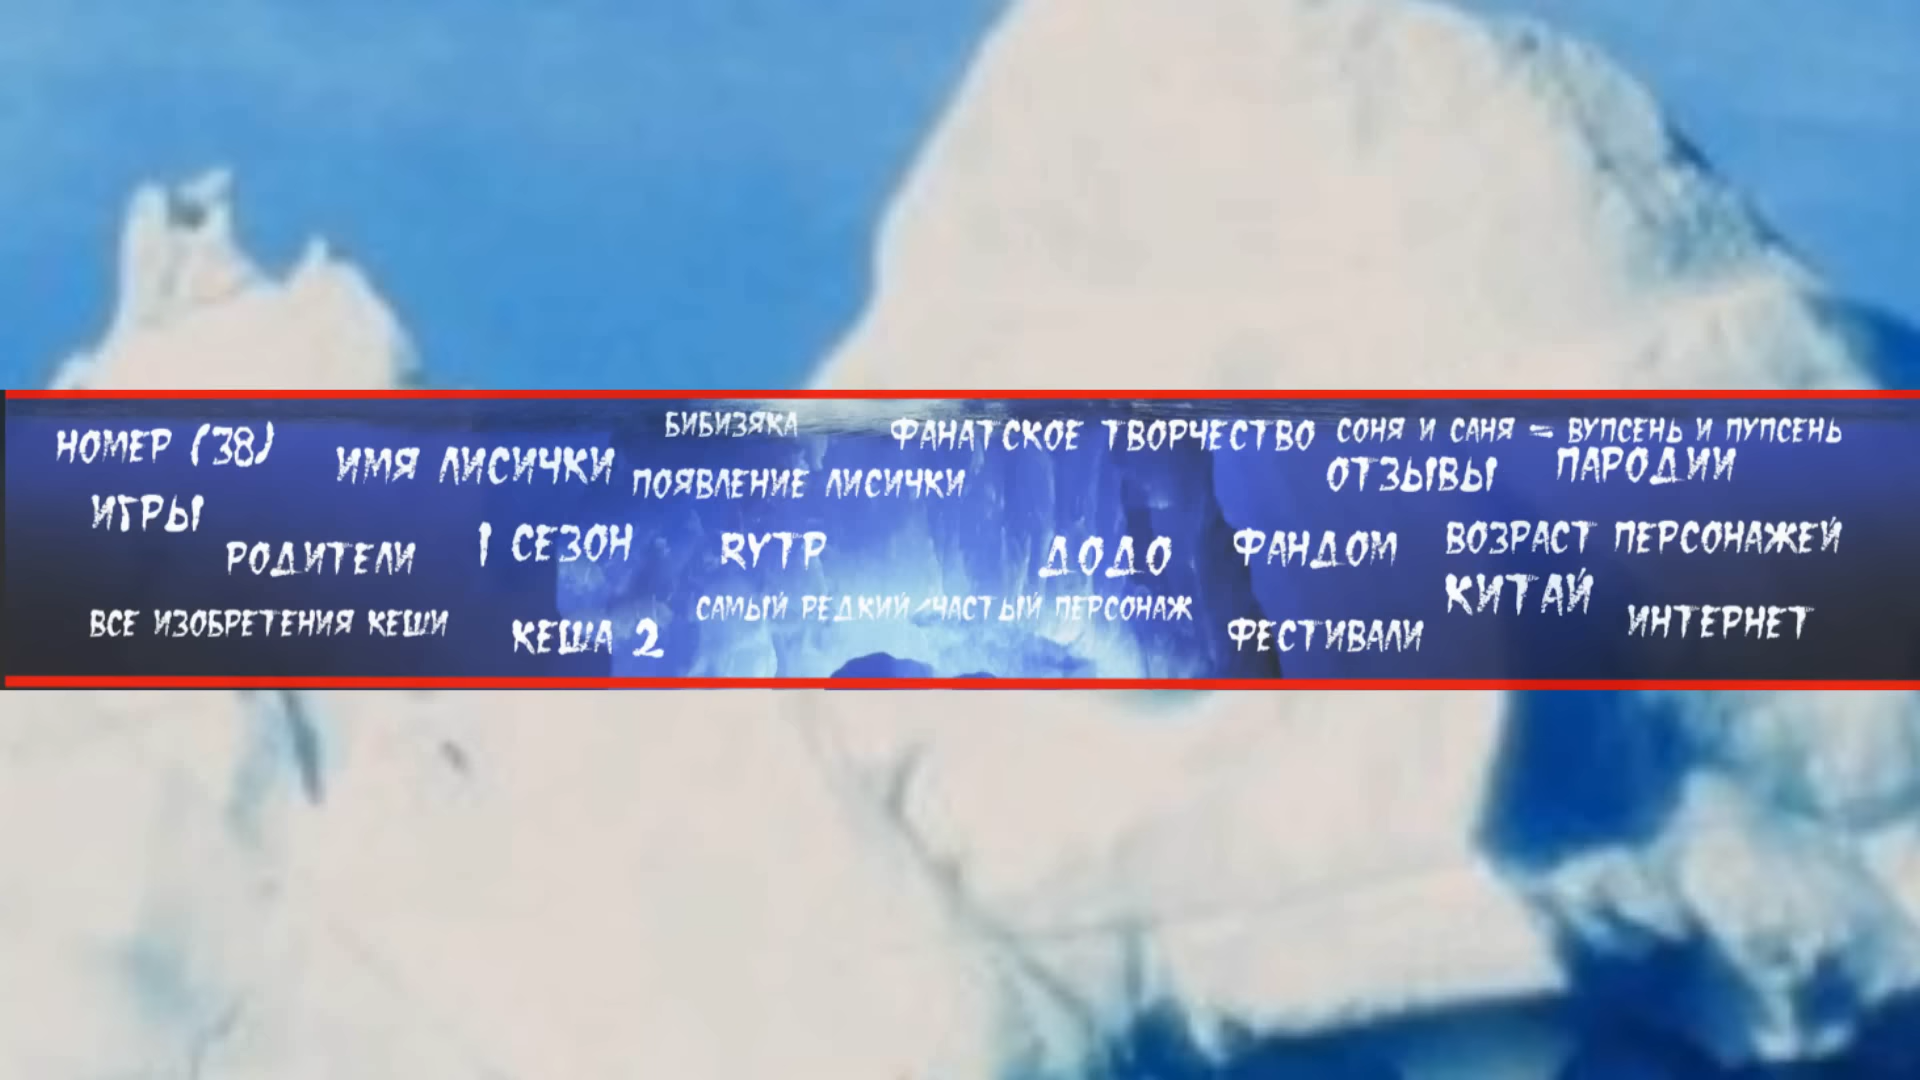 НОМЕР (38)
ИМЯ ЛИСИЧКИ
БИБИЗЯКА
ПОЯВЛЕНИЕ ЛИСИЧКИ
ФАНАТСКОЕ ТВОРЧЕСТВО
СОНЯ И САНЯ = ВУПСЕНЬ И ПУПСЕНЬ
ОТЗЫВЫ
ПАРОДИИ
ИГРЫ
РОДИТЕЛИ
1 СЕЗОН
RYTP
ДОДО
ФАНДОМ
ВОЗРАСТ ПЕРСОНАЖЕЙ
КИТАЙ
ВСЕ ИЗОБРЕТЕНИЯ КЕШИ
КЕША 2
САМЫЙ РЕДКИЙ/ЧАСТЫЙ ПЕРСОНАЖ
ФЕСТИВАЛИ
ИНТЕРНЕТ